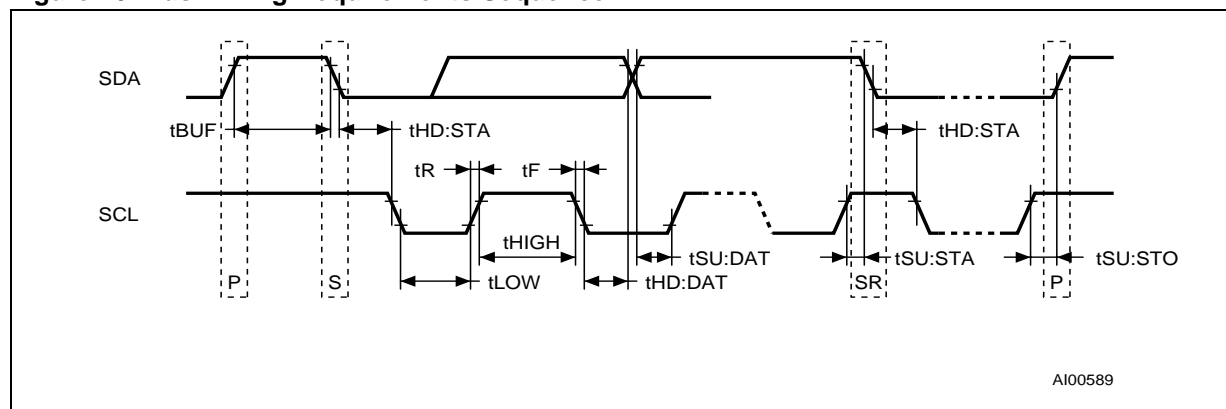 SDA
tBUF
tHD:STA
tHD:STA
tR
tF
SCL
tHIGH
tSU:DAT
tSU:STA
tSU:STO
P
S
tLOW
tHD:DAT
SR
P
AI00589